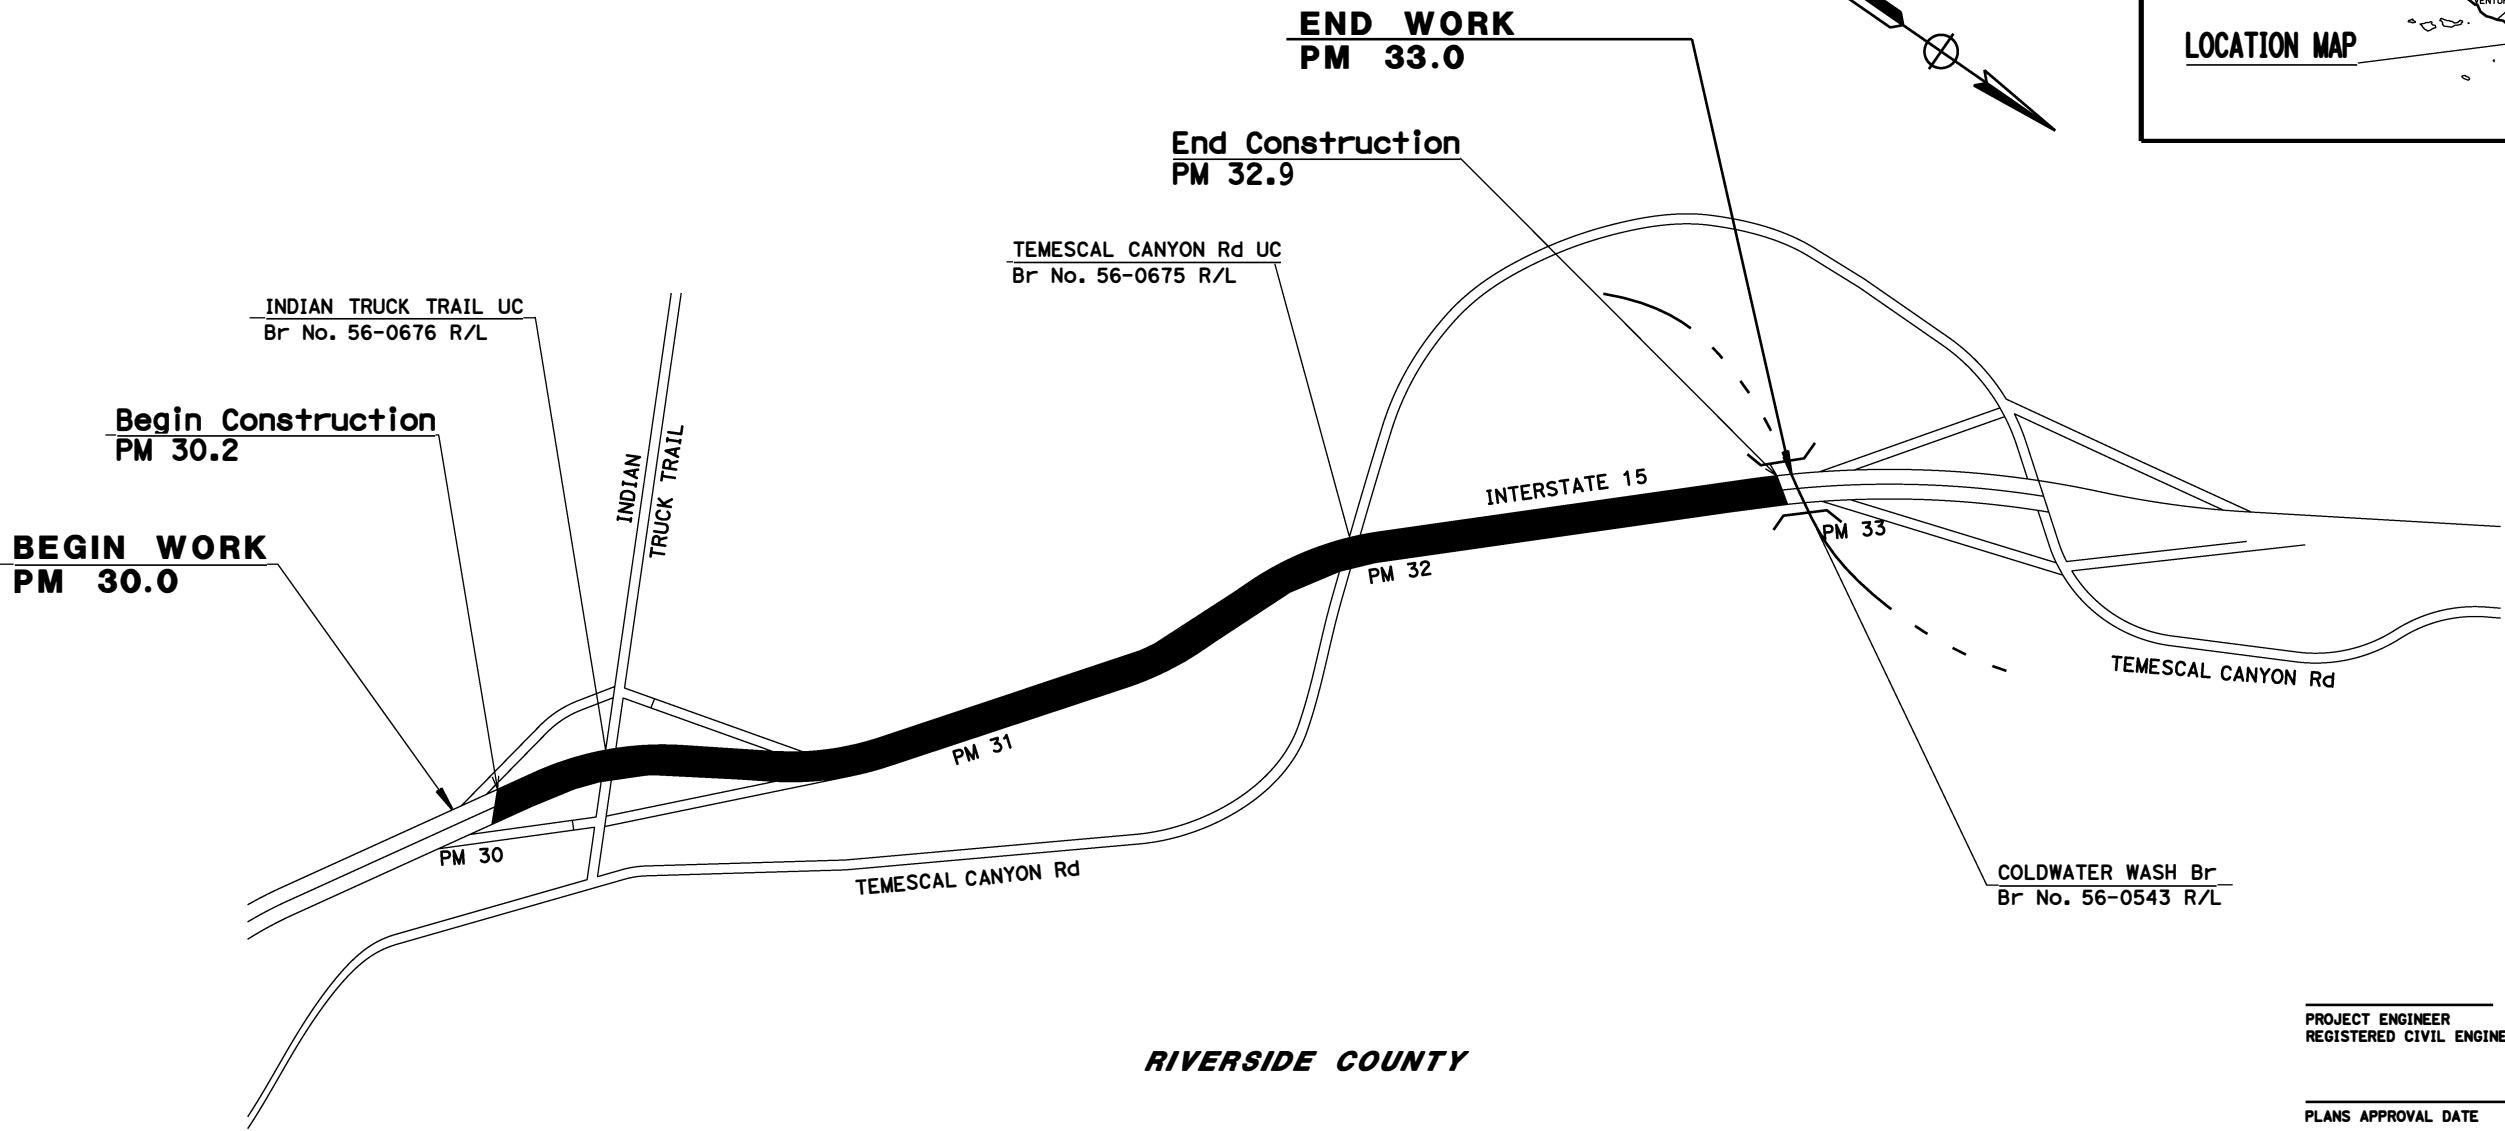 END WORK
PM 33.0
LOCATION MAP
End Construction
PM 32.9
TEMESCAL CANYON Rd UC
Br No. 56-0675 R/L
INDIAN TRUCK TRAIL UC
Br No. 56-0676 R/L
Begin Construction
PM 30.2
INDIAN
TRUCK TRAIL
INTERSTATE 15
BEGIN WORK
PM 30.0
PM 33
PM 32
TEMESCAL CANYON Rd
PM 31
PM 30
TEMESCAL CANYON Rd
COLDWATER WASH Br
Br No. 56-0543 R/L
PROJECT ENGINEER
REGISTERED CIVIL ENGINE
RIVERSIDE COUNTY
PLANS APPROVAL DATE